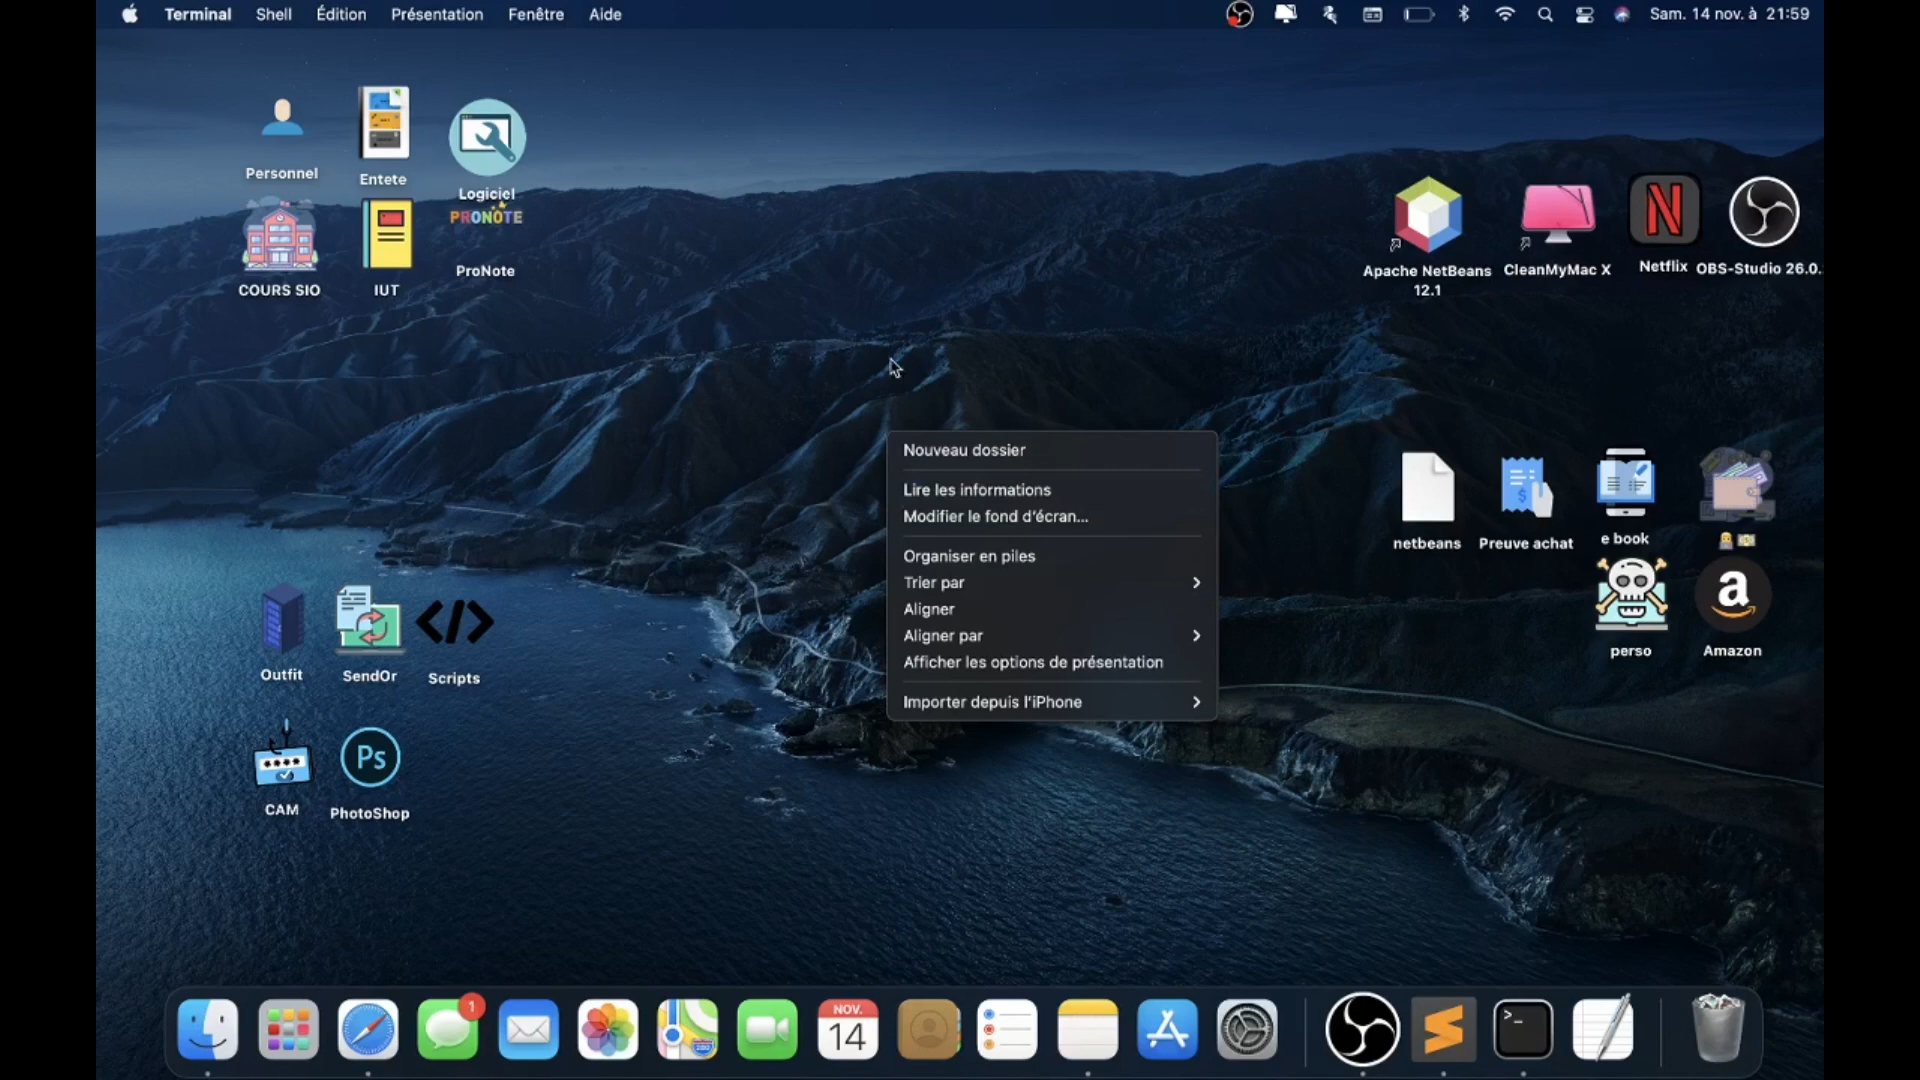 Terminal Shell Édition Présentation Fenêtre Aide Sam. 14 nov. à 21:59
Personnel
Entete
Logiciel
PRONOTE
ProNote
COURS SIO
IUT
Apache NetBeans
12.1
CleanMyMac X
N
Netflix
OBS-Studio 26.0.
Nouveau dossier
Lire les informations
Modifier le fond d'écran...
Organiser en piles
Trier par
Aligner
Aligner par
Afficher les options de présentation
Importer depuis l'iPhone
netbeans
Preuve achat
e book
a
perso
Amazon
Outfit
SendOr
</>
Scripts
****
Ps
CAM
PhotoShop
1
NOV.
14
280
>_